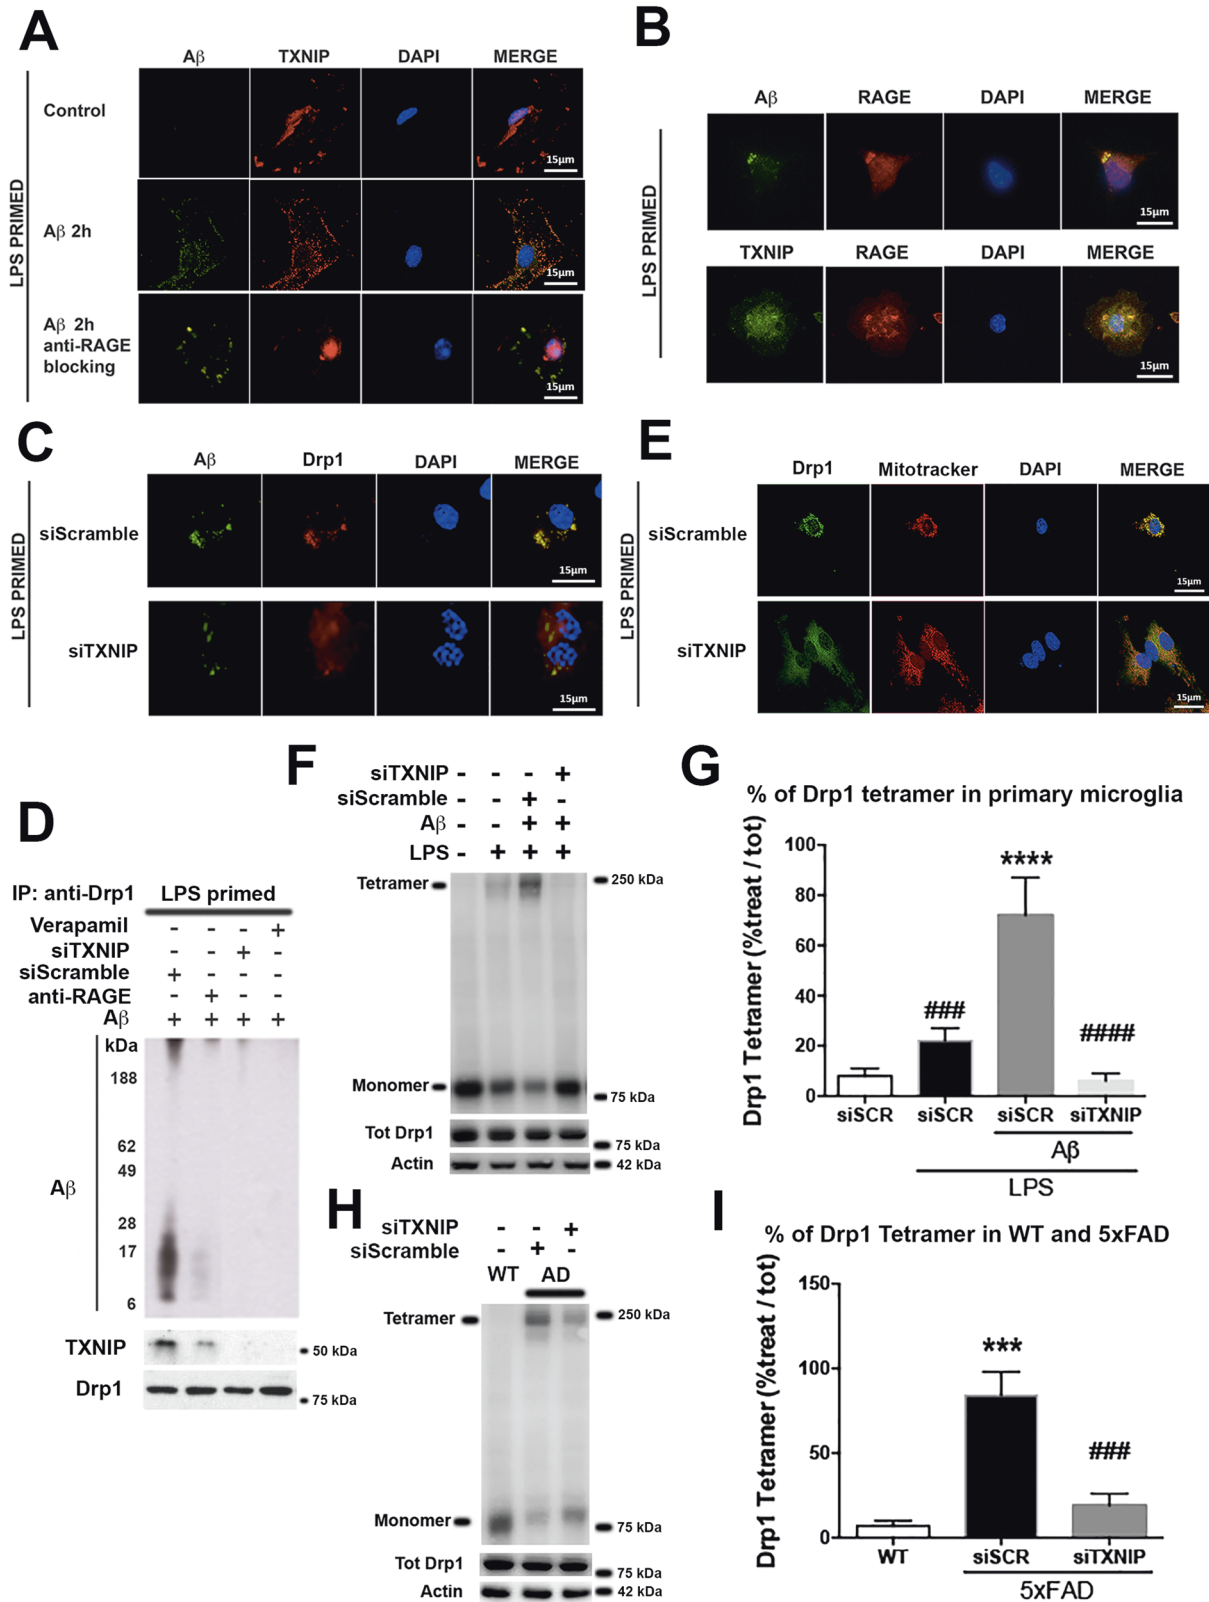 A
Aβ TXNIP DAPI MERGE
LPS PRIMED
Control
15μm
Aβ 2h
15μm
Aβ 2h
anti-RAGE
blocking
15μm
B
Aβ RAGE DAPI MERGE
LPS PRIMED
15μm
TXNIP RAGE DAPI MERGE
15μm
C
Aβ Drp1 DAPI MERGE
LPS PRIMED
siScramble
15μm
siTXNIP
15μm
E
Drp1 Mitotracker DAPI MERGE
LPS PRIMED
siScramble
15μm
siTXNIP
15μm
D
IP: anti-Drp1 LPS primed
Verapamil - - - +
siTXNIP - - + -
siScramble + - - -
anti-RAGE - + - -
Aβ + + + +
kDa
188
62
49
Aβ
28
17
6
TXNIP 50 kDa
Drp1 75 kDa
F
siTXNIP - - - +
siScramble - - + -
Aβ - - + +
LPS - + + +
Tetramer 250 kDa
Monomer 75 kDa
Tot Drp1 75 kDa
Actin 42 kDa
G
% of Drp1 tetramer in primary microglia
Drp1 Tetramer (%treat / tot)
100
80
60
40
20
0
###
****
####
siSCR siSCR siSCR siTXNIP
Aβ
LPS
H
siTXNIP - - +
siScramble - + -
WT AD
Tetramer 250 kDa
Monomer 75 kDa
Tot Drp1 75 kDa
Actin 42 kDa
I
% of Drp1 Tetramer in WT and 5xFAD
Drp1 Tetramer (%treat / tot)
150
100
50
0
***
###
WT siSCR siTXNIP
5xFAD